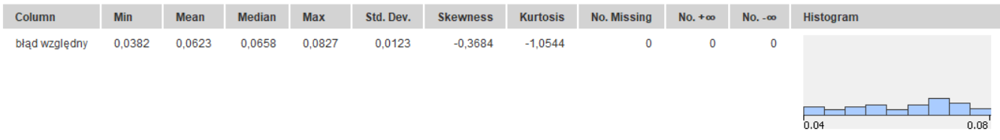 Column Min Mean Median Max Std. Dev. Skewness Kurtosis No. Missing No. +∞ No. -∞ Histogram
błąd względny 0,0382 0,0623 0,0658 0,0827 0,0123 -0,3684 -1,0544 0 0 0
0.04 0.08